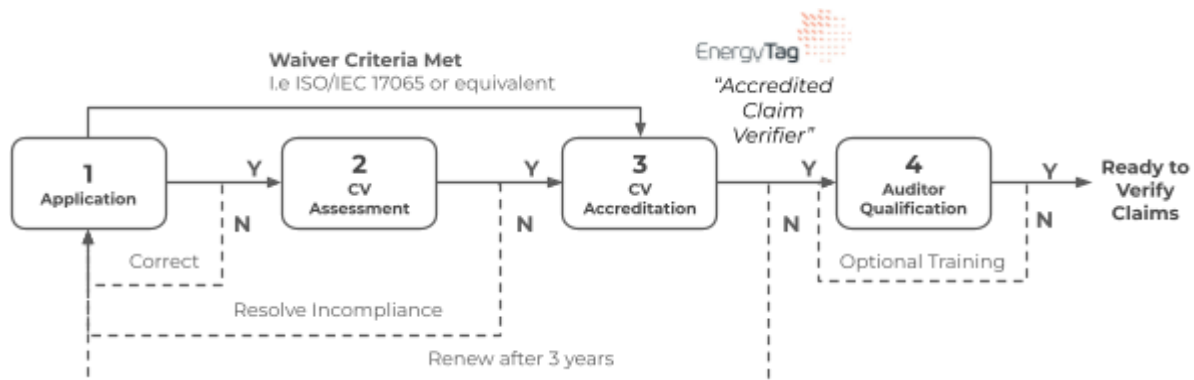 EnergyTag
Waiver Criteria Met
I.e ISO/IEC 17065 or equivalent
"Accredited
Claim
Verifier"
1
Application
Y
N
2
CV
Assessment
Y
N
3
CV
Accreditation
Y
N
4
Auditor
Qualification
Y
N
Ready to
Verify
Claims
Correct
Optional Training
Resolve Incompliance
Renew after 3 years